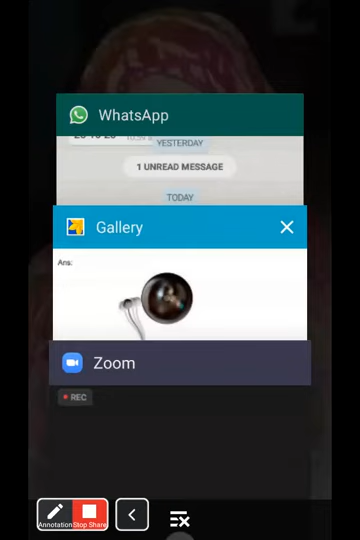 WhatsApp
YESTERDAY
1 UNREAD MESSAGE
TODAY
Gallery
Ans:
Zoom
REC
Annotation Stop Share